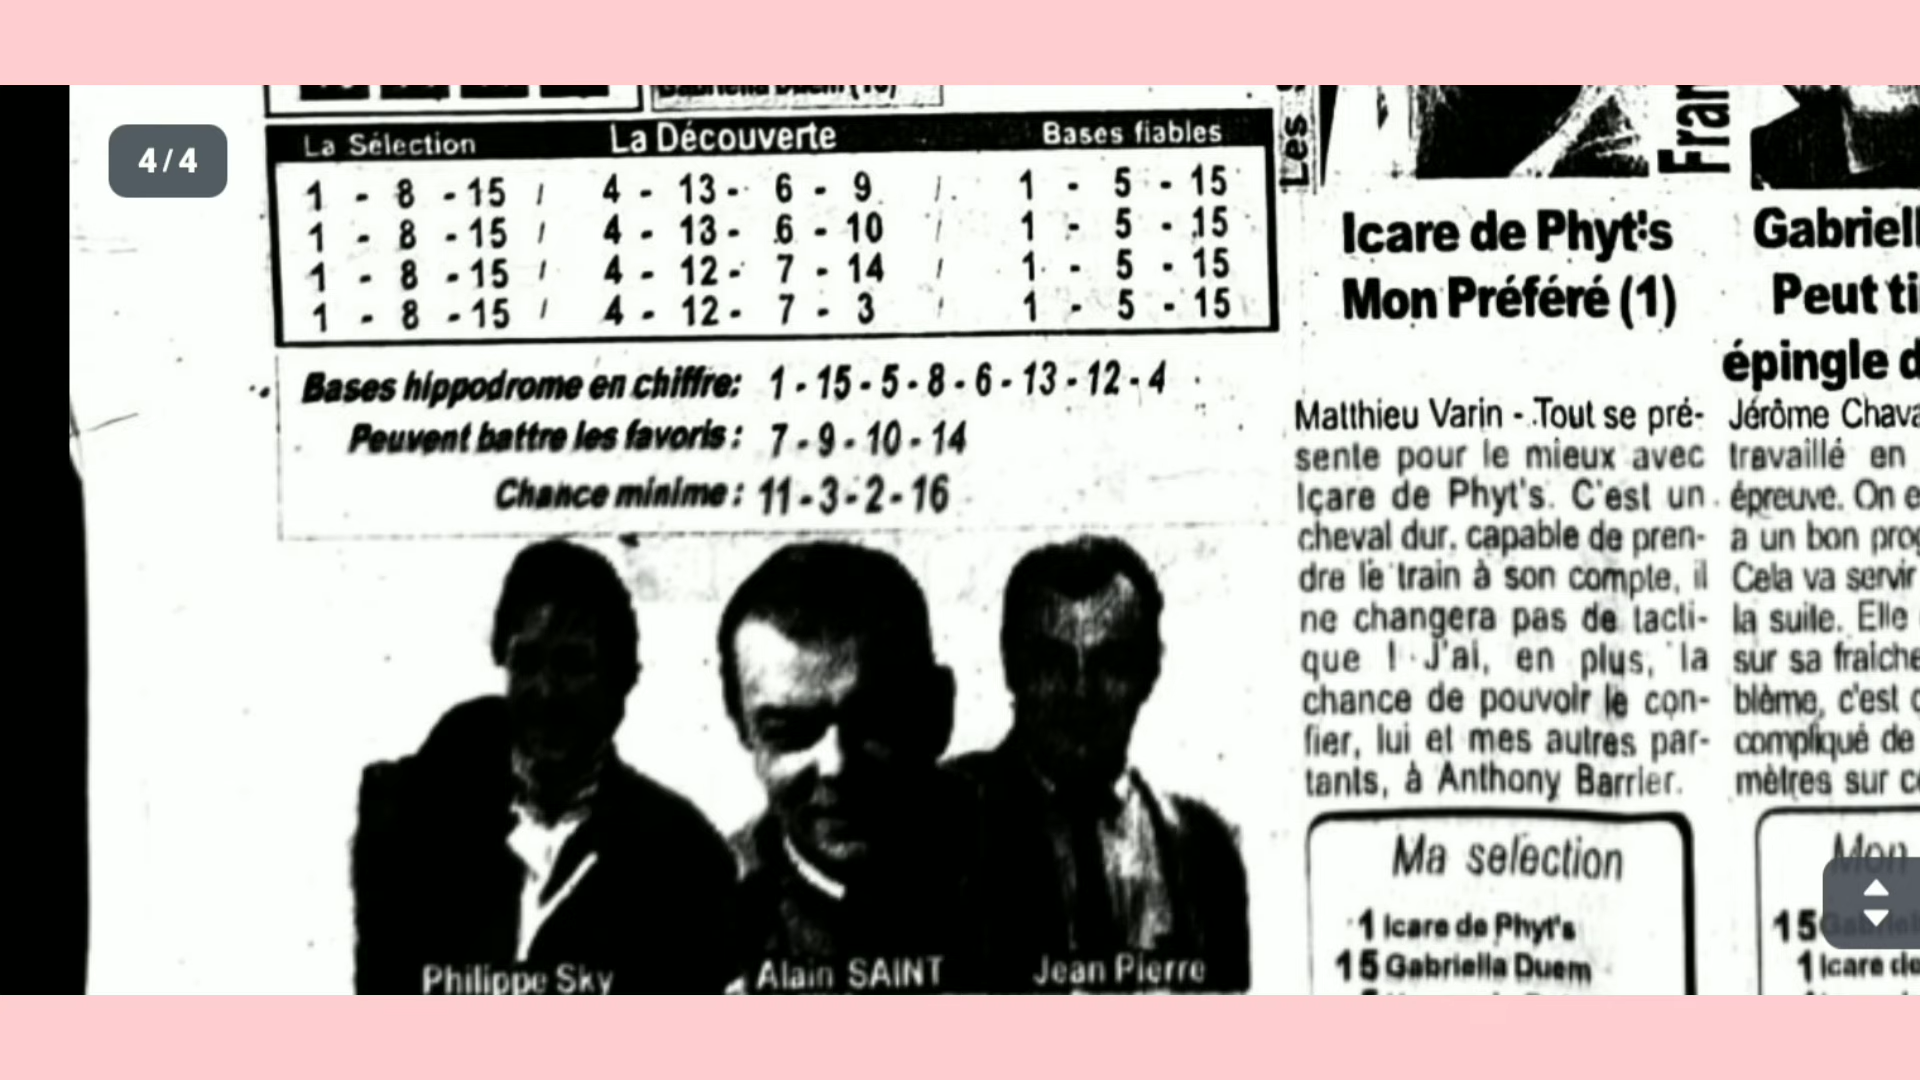 4/4
Gabriella Duem (15)
La Sélection La Découverte Bases fiables
1 - 8 - 15 / 4 - 13 - 6 - 9 / 1 - 5 - 15
1 - 8 - 15 / 4 - 13 - 6 - 10 / 1 - 5 - 15
1 - 8 - 15 / 4 - 12 - 7 - 14 / 1 - 5 - 15
1 - 8 - 15 / 4 - 12 - 7 - 3 / 1 - 5 - 15
Bases hippodrome en chiffre: 1 - 15 - 5 - 8 - 6 - 13 - 12 - 4
Peuvent battre les favoris : 7 - 9 - 10 - 14
Chance minime : 11 - 3 - 2 - 16
Philippe Sky Alain SAINT Jean Pierre
Les
Fran
Icare de Phyt's
Mon Préféré (1)
Matthieu Varin - Tout se pré-
sente pour le mieux avec
Içare de Phyt's. C'est un
cheval dur, capable de pren-
dre le train à son compte, il
ne changera pas de tacti-
que ! J'ai, en plus, la
chance de pouvoir le con-
fier, lui et mes autres par-
tants, à Anthony Barrier.
Ma selection
1 Icare de Phyt's
15 Gabriella Duem
Gabriell
Peut ti
épingle d
Jérôme Chava
travaillé en
épreuve. On e
a un bon prog
Cela va servir
la suite. Elle
sur sa fraiche
blème, c'est
compliqué de
mètres sur c
Mon
15
1 Icare de